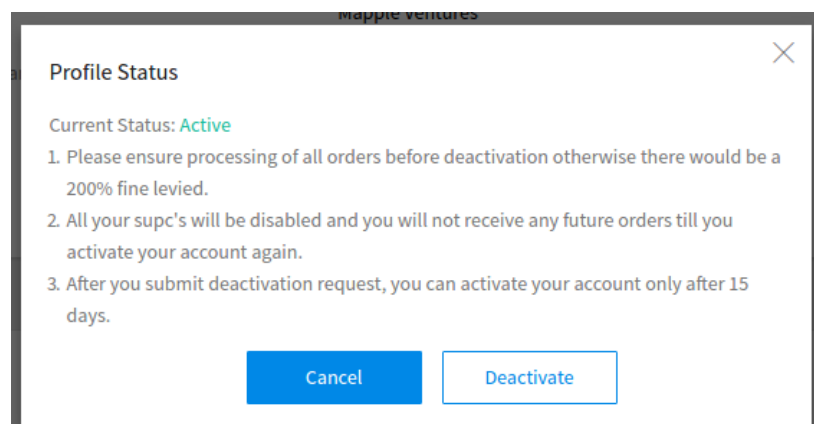 Mapple Ventures
Profile Status
Current Status: Active
1. Please ensure processing of all orders before deactivation otherwise there would be a
200% fine levied.
2. All your supc's will be disabled and you will not receive any future orders till you
activate your account again.
3. After you submit deactivation request, you can activate your account only after 15
days.
Cancel Deactivate